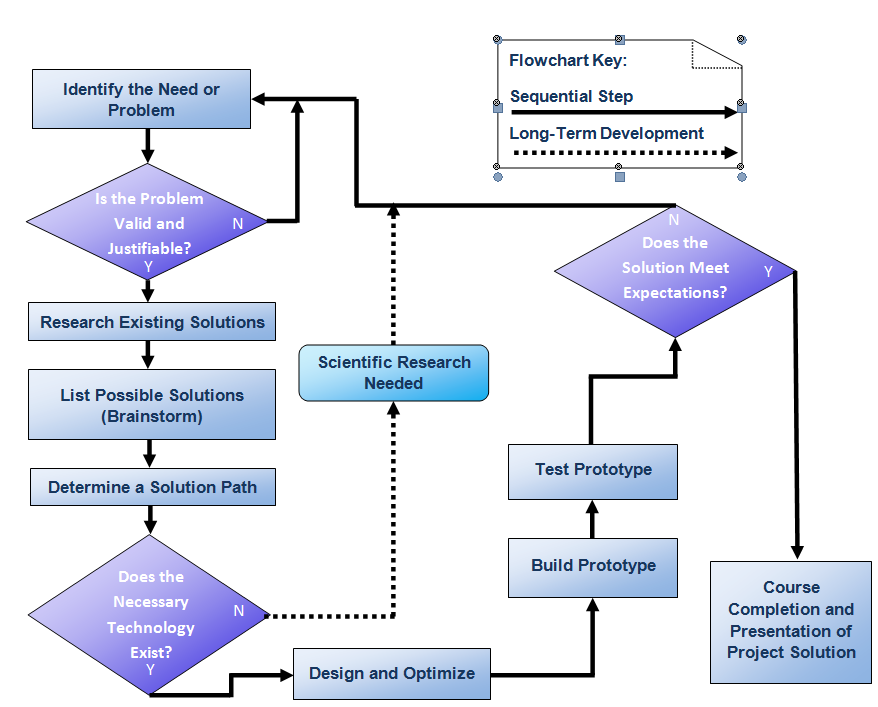 Identify the Need or
Problem
Is the Problem
Valid and
Justifiable?
N
Y
Research Existing Solutions
List Possible Solutions
(Brainstorm)
Determine a Solution Path
Does the
Necessary
Technology
Exist?
N
Y
Scientific Research
Needed
Design and Optimize
Build Prototype
Test Prototype
N
Does the
Solution Meet
Expectations?
Y
Course
Completion and
Presentation of
Project Solution
Flowchart Key:
Sequential Step
Long-Term Development